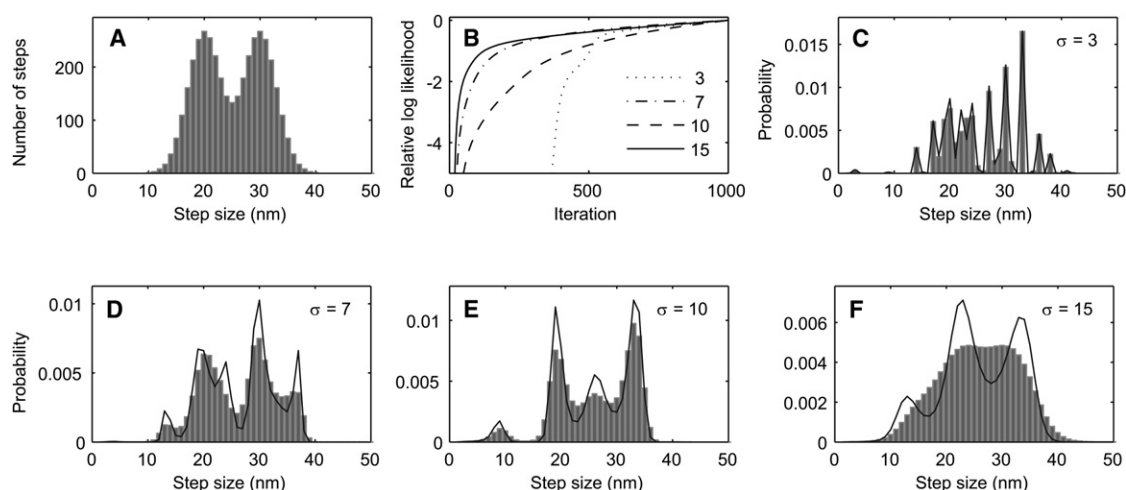 A
Number of steps
200
100
0
0 10 20 30 40 50
Step size (nm)
B
Relative log likelihood
0
-2
-4
3
7
10
15
0 500 1000
Iteration
C
σ = 3
Probability
0.015
0.01
0.005
0
0 10 20 30 40 50
Step size (nm)
D
σ = 7
Probability
0.01
0.005
0
0 10 20 30 40 50
Step size (nm)
E
σ = 10
0.01
0.005
0
0 10 20 30 40 50
Step size (nm)
F
σ = 15
0.006
0.004
0.002
0
0 10 20 30 40 50
Step size (nm)